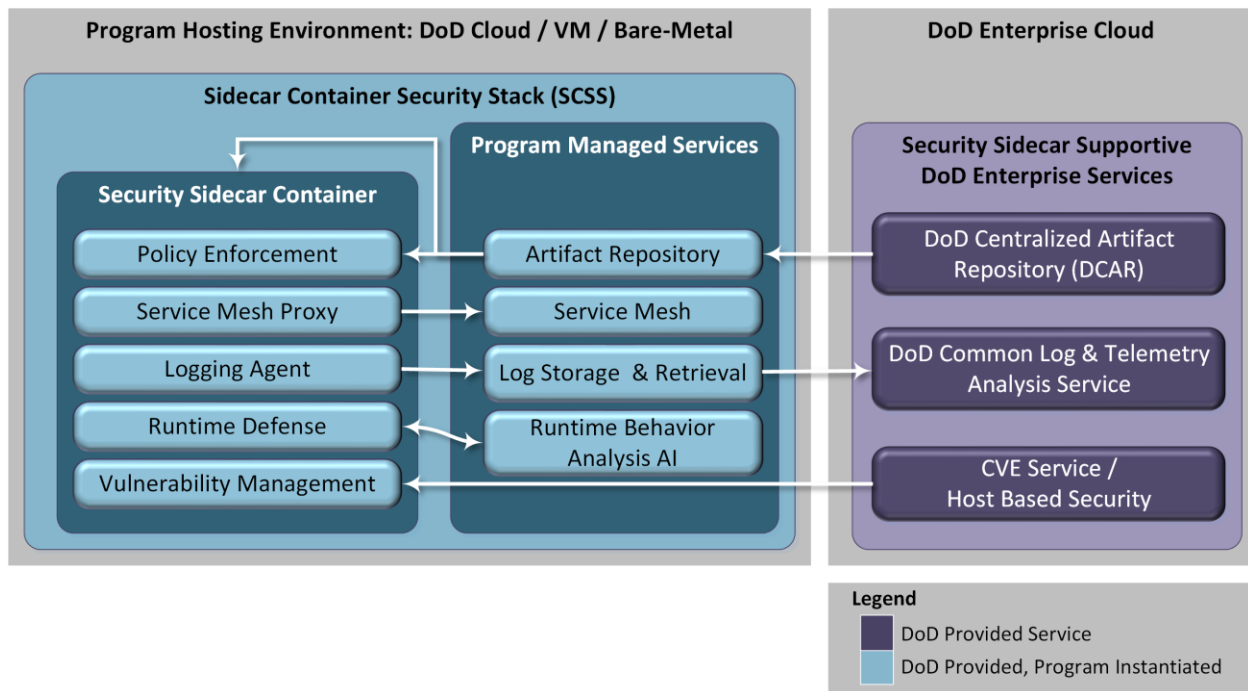 Program Hosting Environment: DoD Cloud / VM / Bare-Metal
Sidecar Container Security Stack (SCSS)
Security Sidecar Container
Policy Enforcement
Service Mesh Proxy
Logging Agent
Runtime Defense
Vulnerability Management
Program Managed Services
Artifact Repository
Service Mesh
Log Storage & Retrieval
Runtime Behavior
Analysis AI
DoD Enterprise Cloud
Security Sidecar Supportive
DoD Enterprise Services
DoD Centralized Artifact
Repository (DCAR)
DoD Common Log & Telemetry
Analysis Service
CVE Service /
Host Based Security
Legend
DoD Provided Service
DoD Provided, Program Instantiated